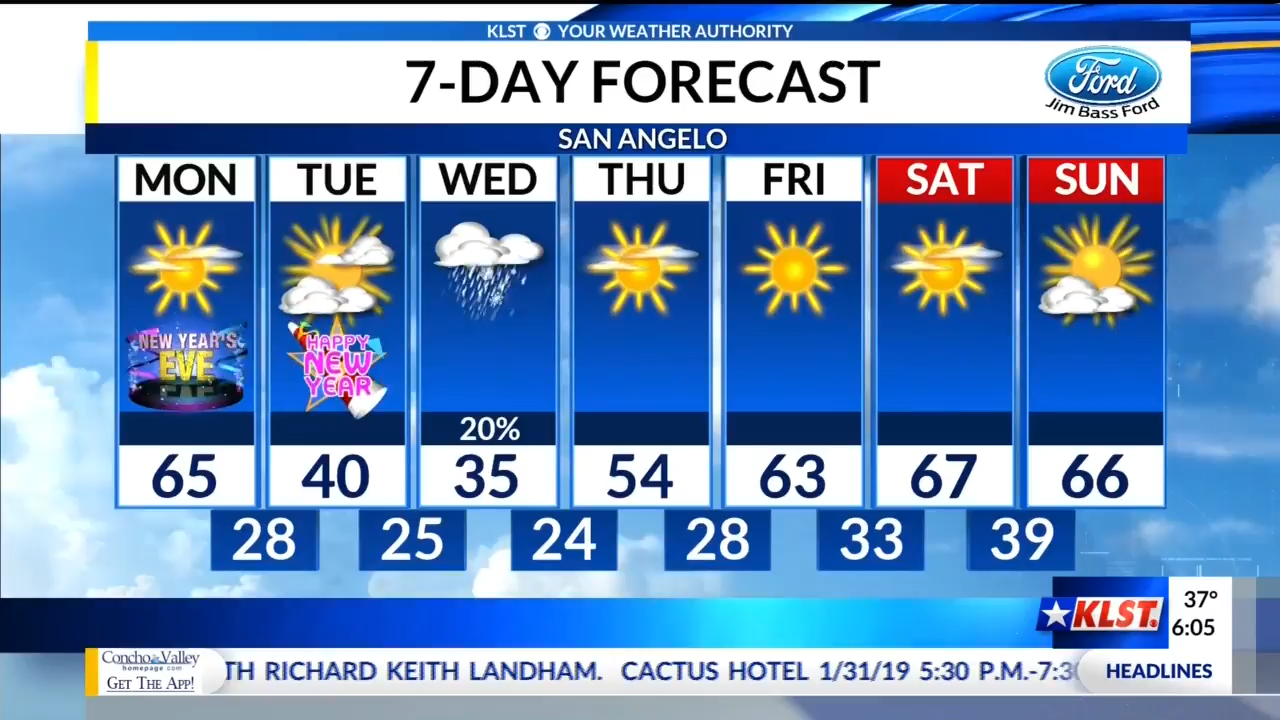 KLST YOUR WEATHER AUTHORITY
7-DAY FORECAST
Ford
Jim Bass Ford
SAN ANGELO
MON TUE WED THU FRI SAT SUN
NEW YEAR'S
EVE
HAPPY
NEW
YEAR
20%
65 40 35 54 63 67 66
28 25 24 28 33 39
KLST.
37°
6:05
Concho Valley
homepage.com
GET THE APP!
TH RICHARD KEITH LANDHAM. CACTUS HOTEL 1/31/19 5:30 P.M.-7:30
HEADLINES